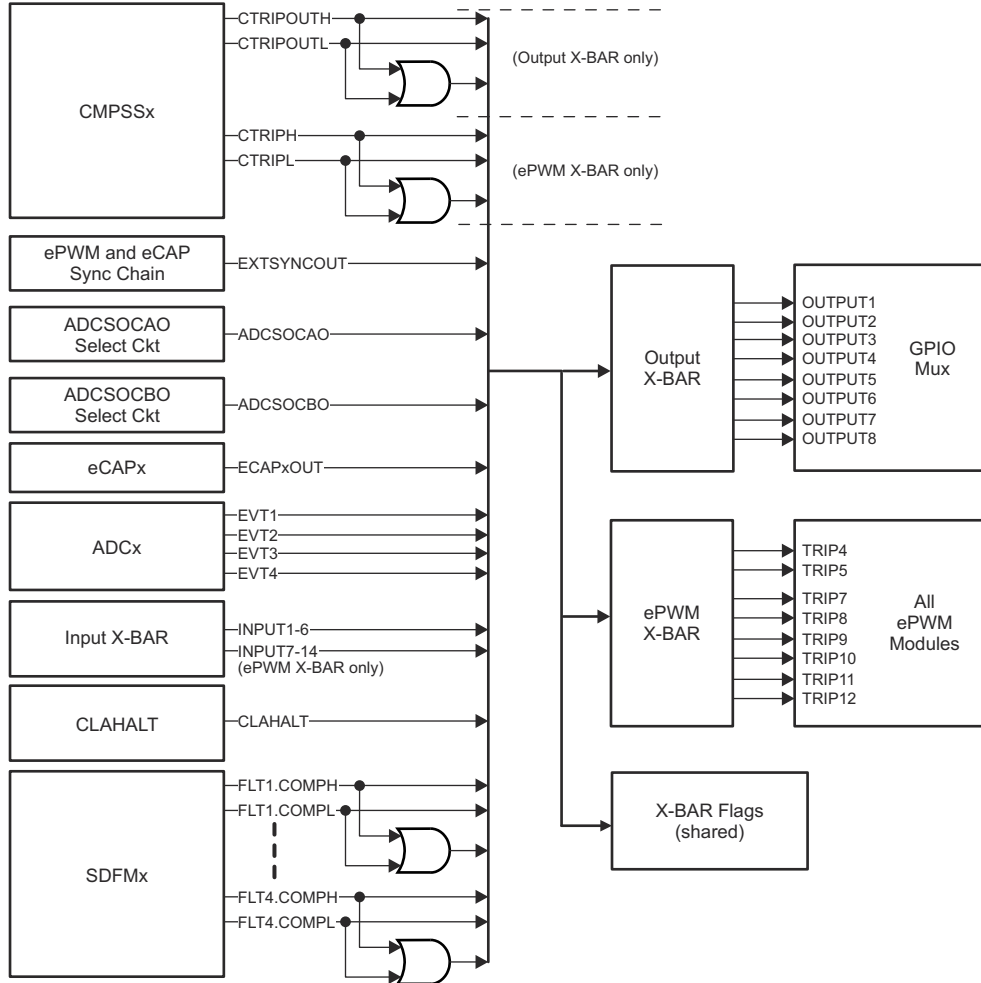 CMPSSx
CTRIPOUTH
CTRIPOUTL
(Output X-BAR only)
CTRIPH
CTRIPL
(ePWM X-BAR only)
ePWM and eCAP
Sync Chain
EXTSYNCOUT
ADCSOCAO
Select Ckt
ADCSOCAO
ADCSOCBO
Select Ckt
ADCSOCBO
eCAPx
ECAPxOUT
ADCx
EVT1
EVT2
EVT3
EVT4
Input X-BAR
INPUT1-6
INPUT7-14
(ePWM X-BAR only)
CLAHALT
CLAHALT
SDFMx
FLT1.COMPH
FLT1.COMPL
FLT4.COMPH
FLT4.COMPL
Output
X-BAR
OUTPUT1
OUTPUT2
OUTPUT3
OUTPUT4
OUTPUT5
OUTPUT6
OUTPUT7
OUTPUT8
GPIO
Mux
ePWM
X-BAR
TRIP4
TRIP5
TRIP7
TRIP8
TRIP9
TRIP10
TRIP11
TRIP12
All
ePWM
Modules
X-BAR Flags
(shared)